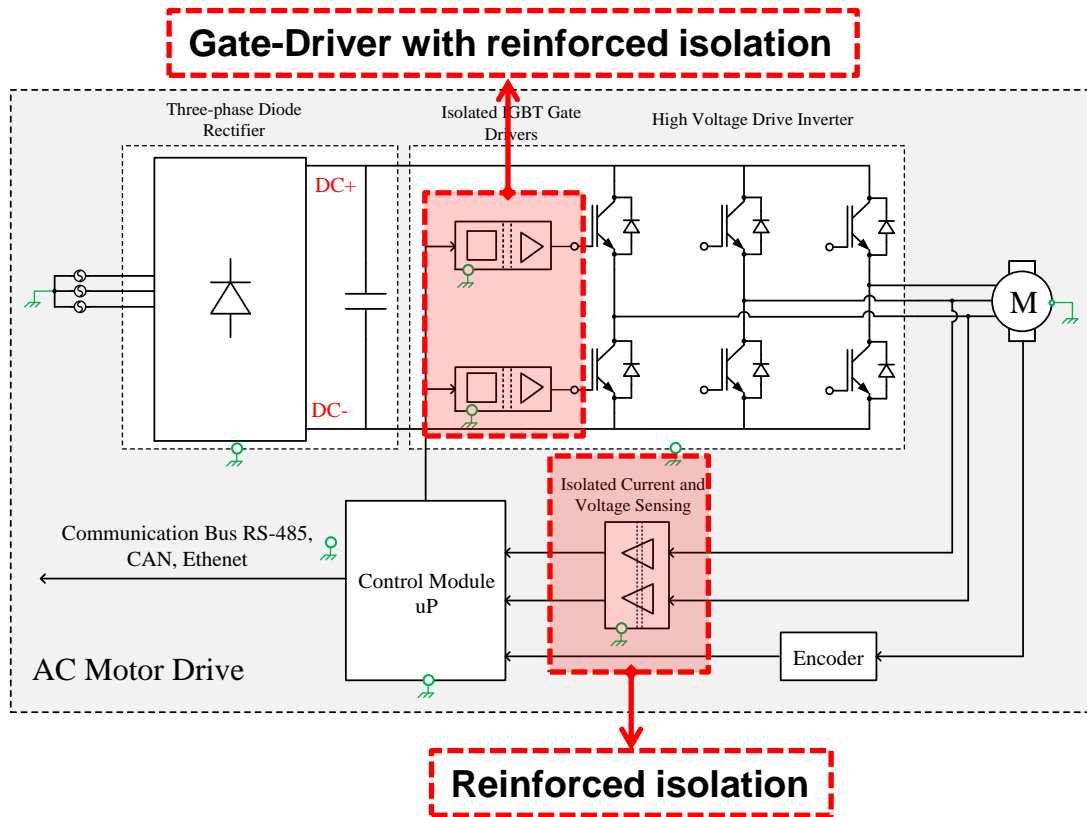 Gate-Driver with reinforced isolation
Three-phase Diode
Rectifier
Isolated IGBT Gate
Drivers
High Voltage Drive Inverter
DC+
DC-
M
Isolated Current and
Voltage Sensing
Communication Bus RS-485,
CAN, Ethenet
Control Module
uP
Encoder
AC Motor Drive
Reinforced isolation